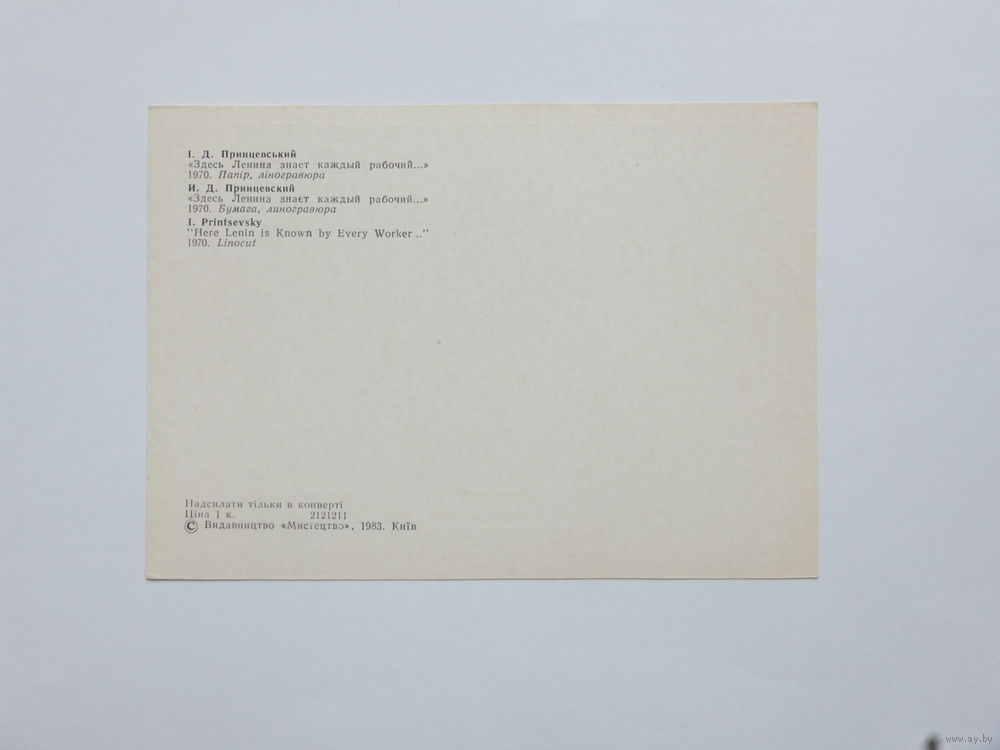 І. Д. Принцевський
«Здесь Ленина знает каждый рабочий...»
1970. Папір, ліногравюра
И. Д. Принцевский
«Здесь Ленина знает каждый рабочий...»
1970. Бумага, линогравюра
I. Printsevsky
"Here Lenin is Known by Every Worker .."
1970. Linocut
Надсилати тільки в конверті
Ціна 1 к. 2121211
© Видавництво «Мистецтво», 1983. Київ
www.ay.by